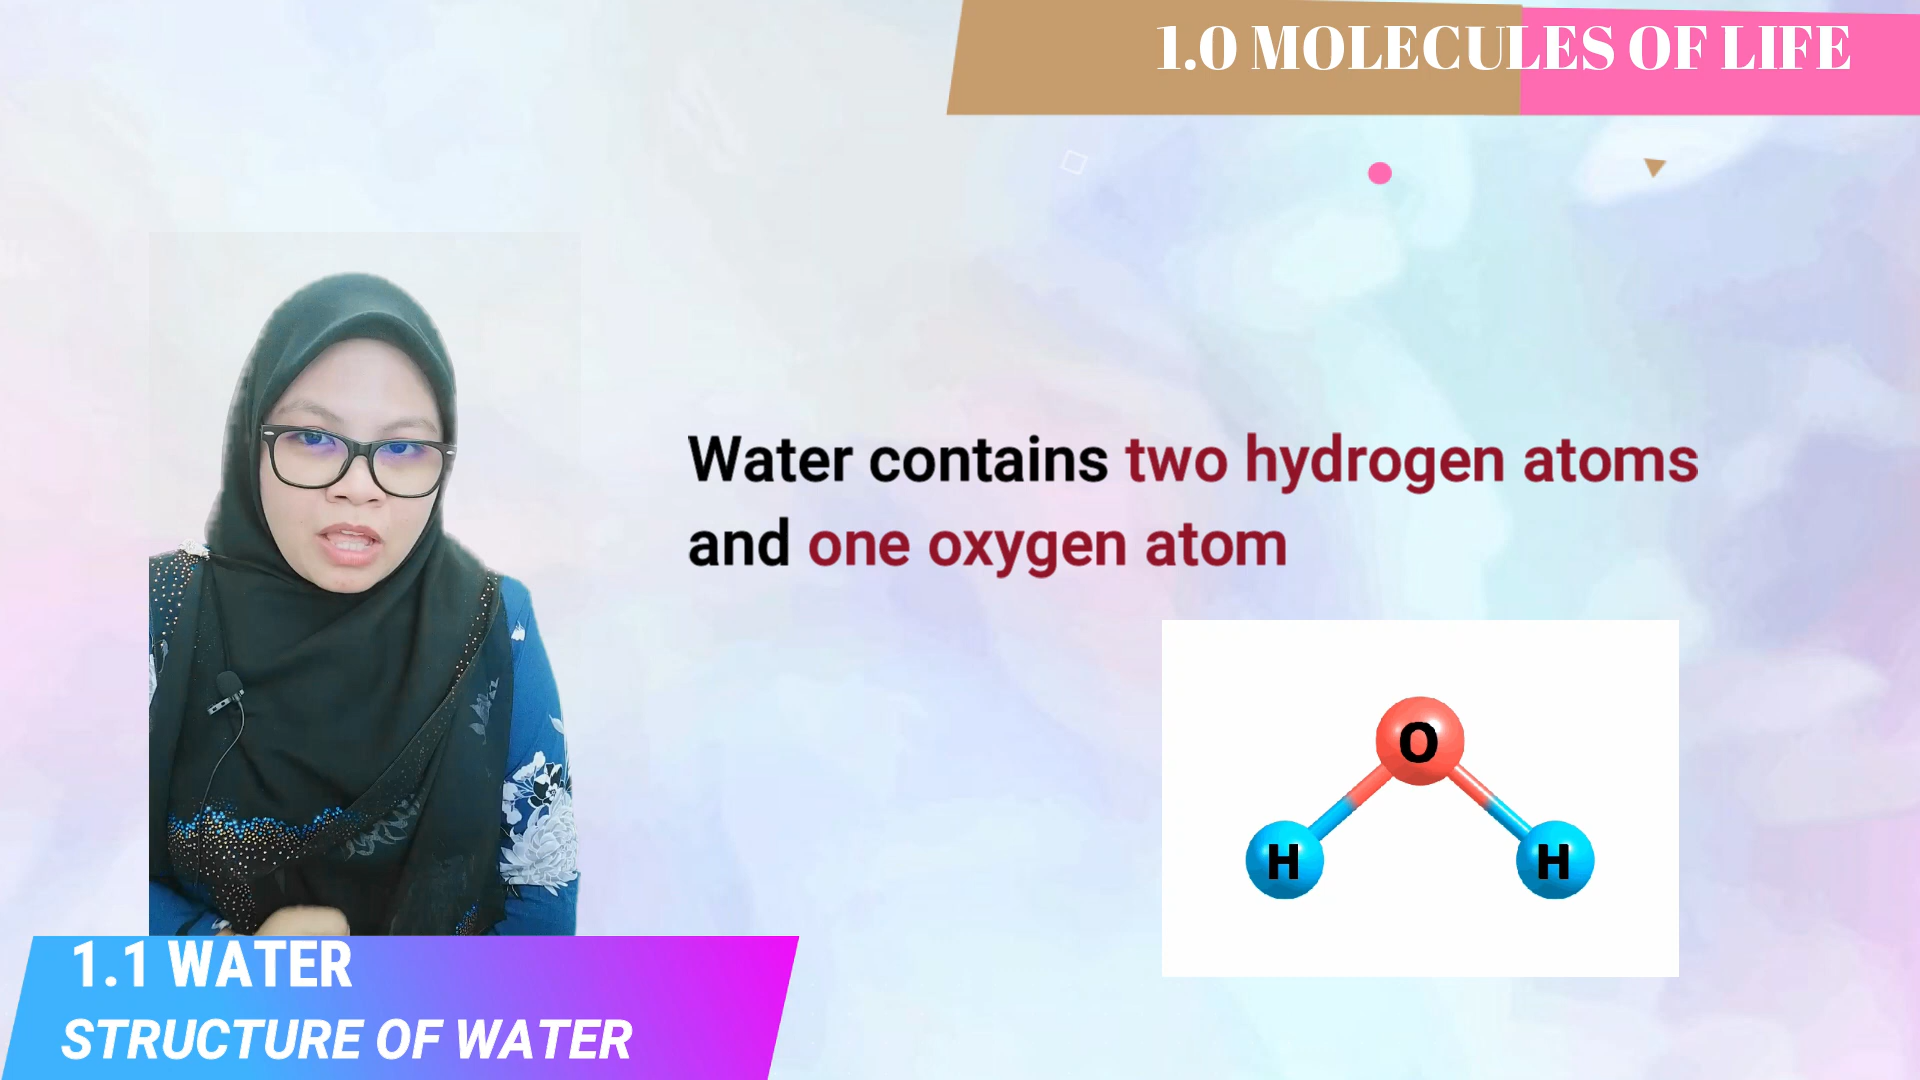 1.0 MOLECULES OF LIFE
Water contains two hydrogen atoms
and one oxygen atom
O
H H
1.1 WATER
STRUCTURE OF WATER